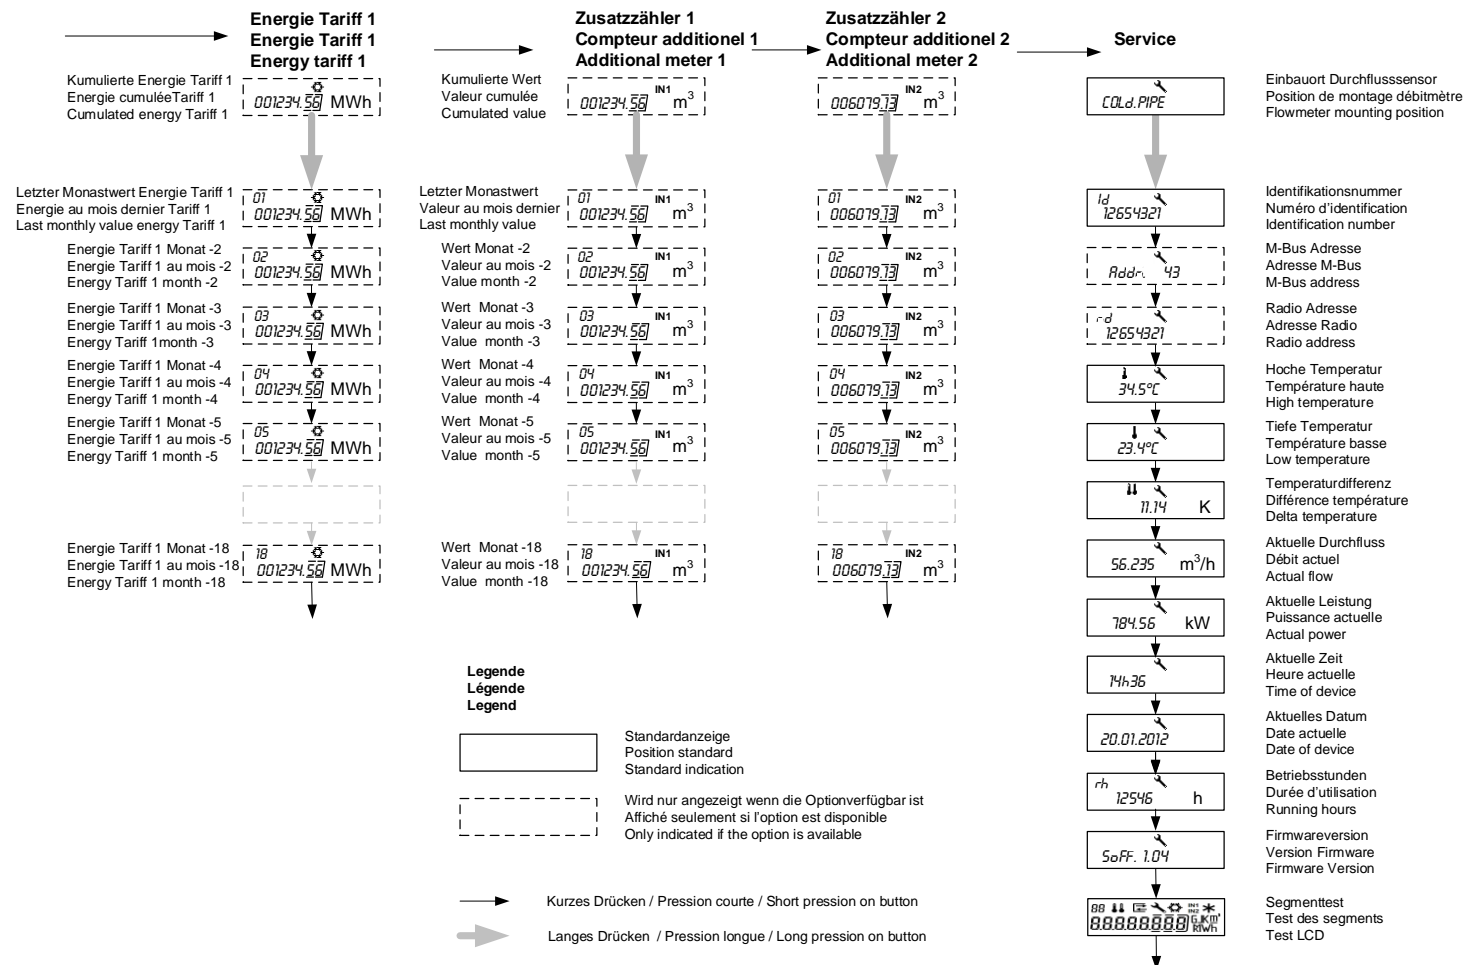 Energie Tariff 1
Energie Tariff 1
Energy tariff 1
Kumulierte Energie Tariff 1
Energie cumuléeTariff 1
Cumulated energy Tariff 1
001234.56 MWh
Letzter Monastwert Energie Tariff 1
Energie au mois dernier Tariff 1
Last monthly value energy Tariff 1
01
001234.56 MWh
Energie Tariff 1 Monat -2
Energie Tariff 1 au mois -2
Energy Tariff 1 month -2
02
001234.56 MWh
Energie Tariff 1 Monat -3
Energie Tariff 1 au mois -3
Energy Tariff 1month -3
03
001234.56 MWh
Energie Tariff 1 Monat -4
Energie Tariff 1 au mois -4
Energy Tariff 1 month -4
04
001234.56 MWh
Energie Tariff 1 Monat -5
Energie Tariff 1 au mois -5
Energy Tariff 1 month -5
05
001234.56 MWh
Energie Tariff 1 Monat -18
Energie Tariff 1 au mois -18
Energy Tariff 1 month -18
18
001234.56 MWh
Zusatzzähler 1
Compteur additionel 1
Additional meter 1
Kumulierte Wert
Valeur cumulée
Cumulated value
IN1
001234.56 m³
Letzter Monastwert
Valeur au mois dernier
Last monthly value
01 IN1
001234.56 m³
Wert Monat -2
Valeur au mois -2
Value month -2
02 IN1
001234.56 m³
Wert Monat -3
Valeur au mois -3
Value month -3
03 IN1
001234.56 m³
Wert Monat -4
Valeur au mois -4
Value month -4
04 IN1
001234.56 m³
Wert Monat -5
Valeur au mois -5
Value month -5
05 IN1
001234.56 m³
Wert Monat -18
Valeur au mois -18
Value month -18
18 IN1
001234.56 m³
Zusatzzähler 2
Compteur additionel 2
Additional meter 2
IN2
006079.73 m³
01 IN2
006079.73 m³
02 IN2
006079.73 m³
03 IN2
006079.73 m³
04 IN2
006079.73 m³
05 IN2
006079.73 m³
18 IN2
006079.73 m³
Service
COLd.PIPE
Einbauort Durchflusssensor
Position de montage débitmètre
Flowmeter mounting position
Id
12654321
Identifikationsnummer
Numéro d'identification
Identification number
Addr. 43
M-Bus Adresse
Adresse M-Bus
M-Bus address
rd
12654321
Radio Adresse
Adresse Radio
Radio address
34.5°C
Hoche Temperatur
Température haute
High temperature
23.4°C
Tiefe Temperatur
Température basse
Low temperature
11.14 K
Temperaturdifferenz
Différence température
Delta temperature
56.235 m³/h
Aktuelle Durchfluss
Débit actuel
Actual flow
784.56 kW
Aktuelle Leistung
Puissance actuelle
Actual power
14h36
Aktuelle Zeit
Heure actuelle
Time of device
20.01.2012
Aktuelles Datum
Date actuelle
Date of device
rh
12546 h
Betriebsstunden
Durée d'utilisation
Running hours
SoFF. 1.04
Firmwareversion
Version Firmware
Firmware Version
88 IN1
IN2
8.8.8.8.8.8.8.8
Segmenttest
Test des segments
Test LCD
Legende
Légende
Legend
Standardanzeige
Position standard
Standard indication
Wird nur angezeigt wenn die Optionverfügbar ist
Affiché seulement si l'option est disponible
Only indicated if the option is available
Kurzes Drücken / Pression courte / Short pression on button
Langes Drücken / Pression longue / Long pression on button